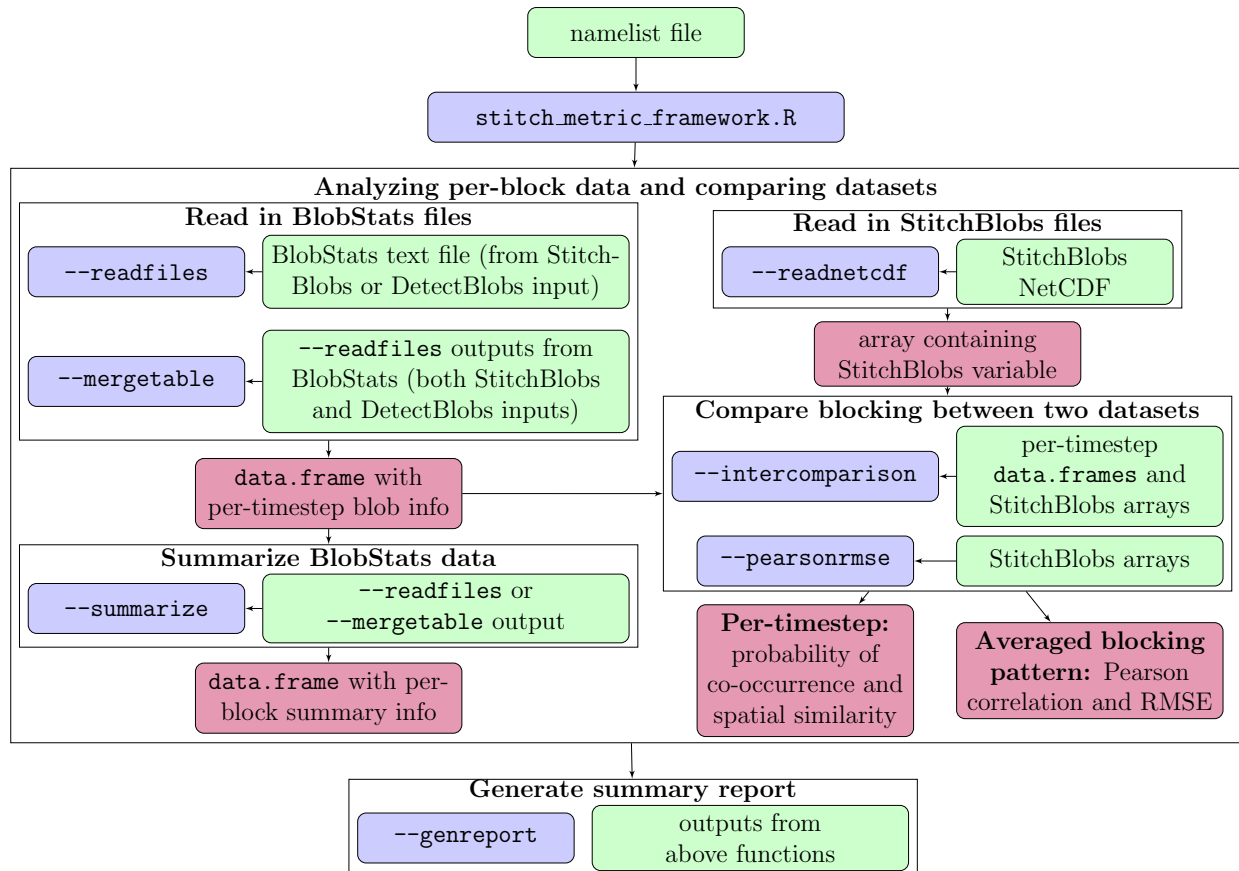 namelist file
stitch_metric_framework.R
Analyzing per-block data and comparing datasets
Read in BlobStats files
--readfiles
BlobStats text file (from Stitch-
Blobs or DetectBlobs input)
--mergetable
--readfiles outputs from
BlobStats (both StitchBlobs
and DetectBlobs inputs)
data.frame with
per-timestep blob info
Summarize BlobStats data
--summarize
--readfiles or
--mergetable output
data.frame with per-
block summary info
Read in StitchBlobs files
--readnetcdf
StitchBlobs
NetCDF
array containing
StitchBlobs variable
Compare blocking between two datasets
--intercomparison
per-timestep
data.frames and
StitchBlobs arrays
--pearsonrmse
StitchBlobs arrays
Per-timestep:
probability of
co-occurrence and
spatial similarity
Averaged blocking
pattern: Pearson
correlation and RMSE
Generate summary report
--genreport
outputs from
above functions